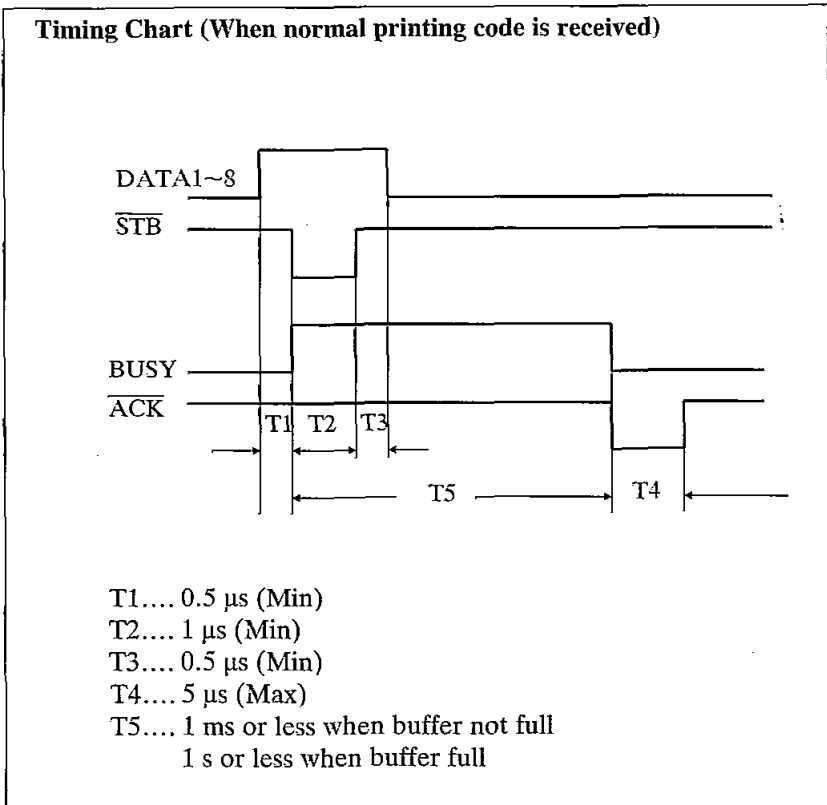 Timing Chart (When normal printing code is received)
DATA1~8
S̅T̅B̅
BUSY
A̅C̅K̅
T1 T2 T3
T5 T4
T1.... 0.5 µs (Min)
T2.... 1 µs (Min)
T3.... 0.5 µs (Min)
T4.... 5 µs (Max)
T5.... 1 ms or less when buffer not full
1 s or less when buffer full